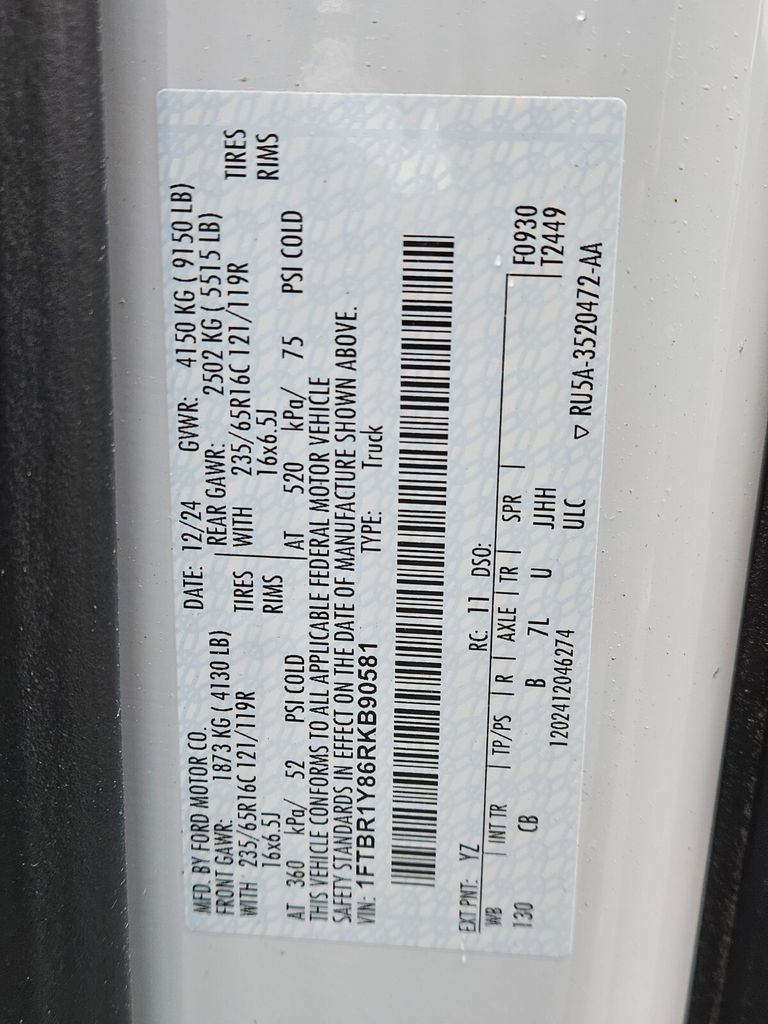 MFD. BY FORD MOTOR CO. DATE: 12/24 GVWR: 4150 KG ( 9150 LB)
FRONT GAWR: 1873 KG ( 4130 LB) REAR GAWR: 2502 KG ( 5515 LB)
WITH 235/65R16C 121/119R TIRES WITH 235/65R16C 121/119R TIRES
16x6.5J RIMS 16x6.5J RIMS
AT 360 kPa/ 52 PSI COLD AT 520 kPa/ 75 PSI COLD
THIS VEHICLE CONFORMS TO ALL APPLICABLE FEDERAL MOTOR VEHICLE
SAFETY STANDARDS IN EFFECT ON THE DATE OF MANUFACTURE SHOWN ABOVE.
VIN: 1FTBR1Y86RKB90581 TYPE: Truck
EXT PNT: YZ RC: 11 DSO:
WB INT TR TP/PS R AXLE TR SPR F0930
130 CB B 7L U JJHH T2449
1202412046274 ULC
▽ RU5A-3520472-AA